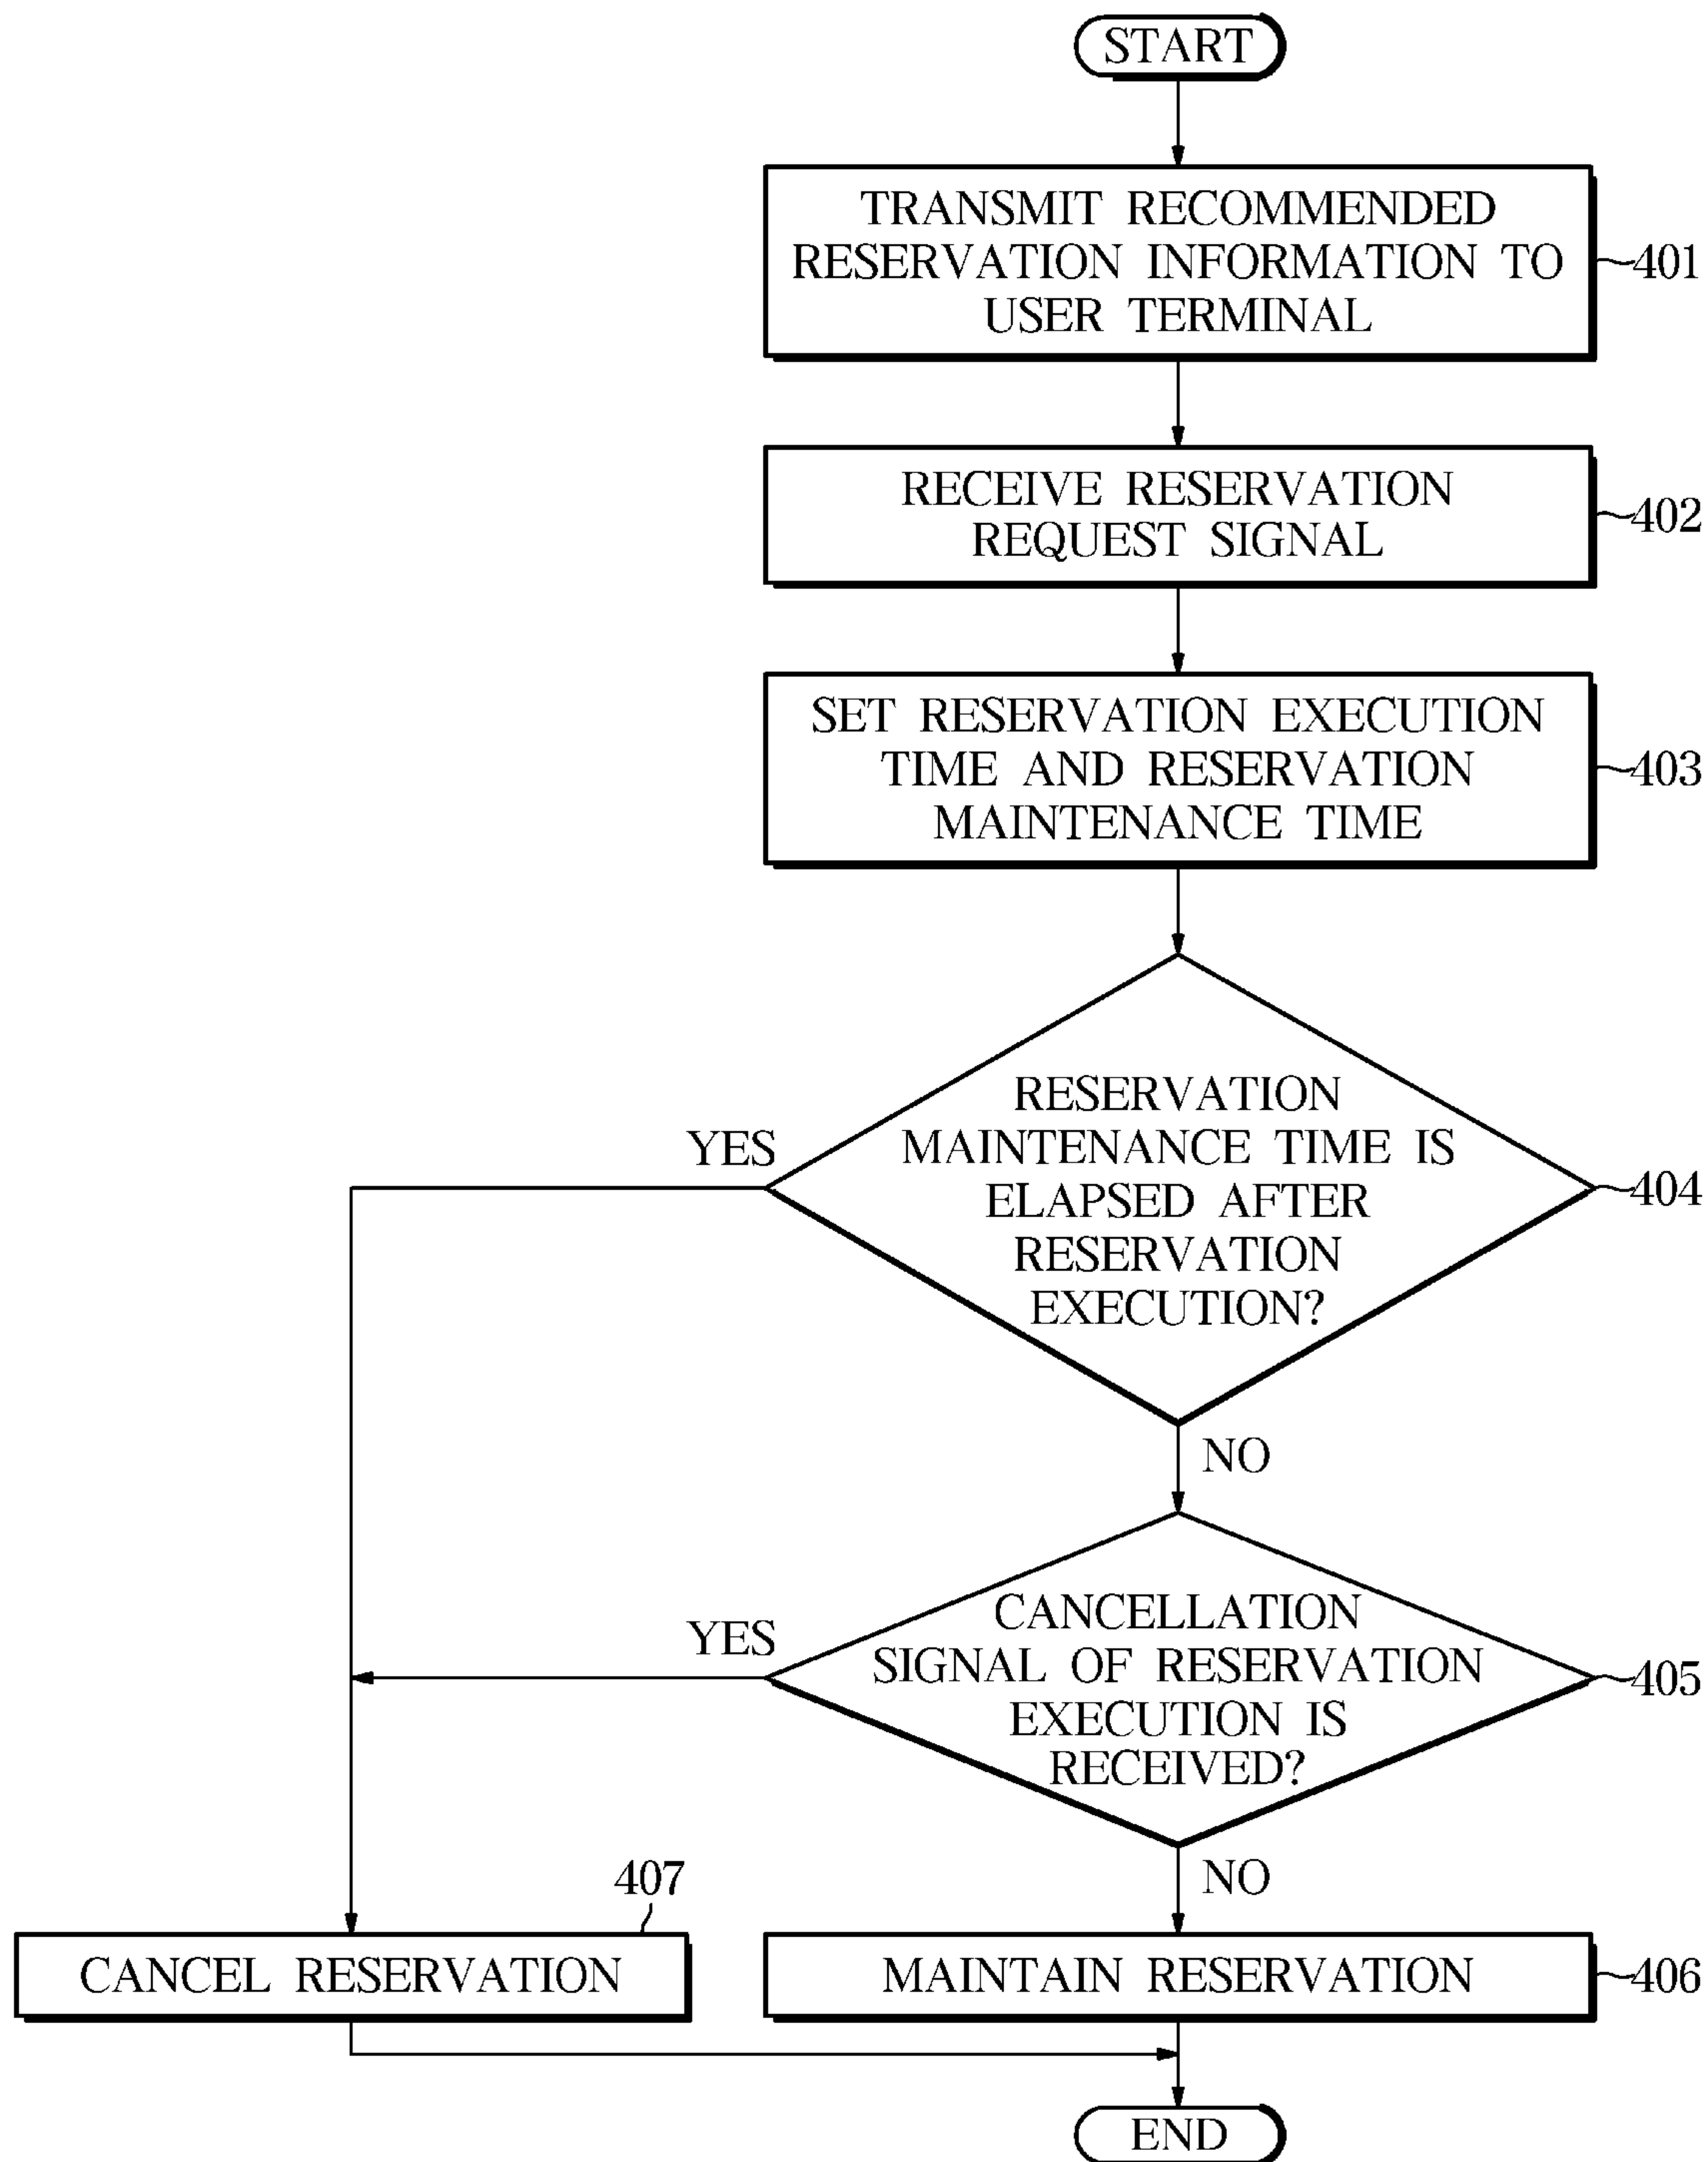 START
TRANSMIT RECOMMENDED
RESERVATION INFORMATION TO
USER TERMINAL
401
RECEIVE RESERVATION
REQUEST SIGNAL
402
SET RESERVATION EXECUTION
TIME AND RESERVATION
MAINTENANCE TIME
403
RESERVATION
MAINTENANCE TIME IS
ELAPSED AFTER
RESERVATION
EXECUTION?
404
YES
NO
CANCELLATION
SIGNAL OF RESERVATION
EXECUTION IS
RECEIVED?
405
YES
NO
407
CANCEL RESERVATION
MAINTAIN RESERVATION
406
END